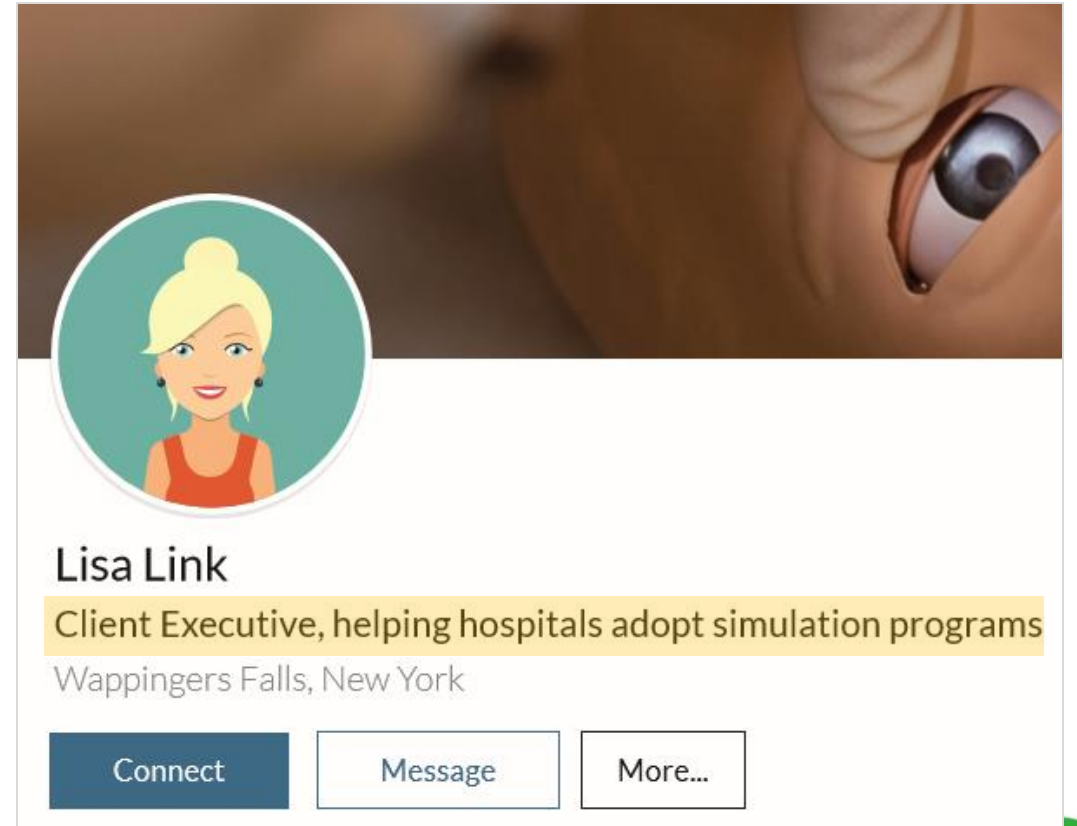 Lisa Link
Client Executive, helping hospitals adopt simulation programs
Wappingers Falls, New York
Connect
Message
More...